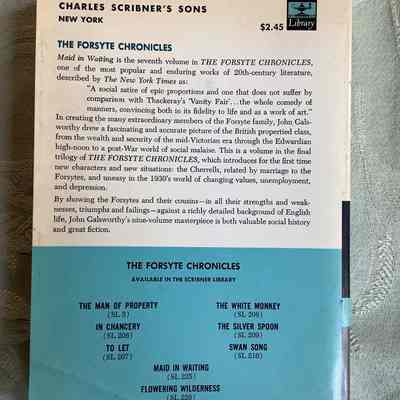 CHARLES SCRIBNER'S SONS
NEW YORK
$2.45
Library
THE FORSYTE CHRONICLES
Maid in Waiting is the seventh volume in THE FORSYTE CHRONICLES,
one of the most popular and enduring works of 20th-century literature,
described by The New York Times as:
"A social satire of epic proportions and one that does not suffer by
comparison with Thackeray's 'Vanity Fair'...the whole comedy of
manners, convincing both in its fidelity to life and as a work of art."
In creating the many extraordinary members of the Forsyte family, John Gals-
worthy drew a fascinating and accurate picture of the British propertied class,
from the wealth and security of the mid-Victorian era through the Edwardian
high-noon to a post-War world of social malaise. This is a volume in the final
trilogy of THE FORSYTE CHRONICLES, which introduces for the first time
new characters and new situations: the Cherrells, related by marriage to the
Forsytes, and uneasy in the 1930's world of changing values, unemployment,
and depression.
By showing the Forsytes and their cousins—in all their strengths and weak-
nesses, triumphs and failings—against a richly detailed background of English
life, John Galsworthy's nine-volume masterpiece is both valuable social history
and great fiction.
THE FORSYTE CHRONICLES
AVAILABLE IN THE SCRIBNER LIBRARY
THE MAN OF PROPERTY
(SL 3)
THE WHITE MONKEY
(SL 208)
IN CHANCERY
(SL 206)
THE SILVER SPOON
(SL 209)
TO LET
(SL 207)
SWAN SONG
(SL 210)
MAID IN WAITING
(SL 225)
FLOWERING WILDERNESS
(SL 226)